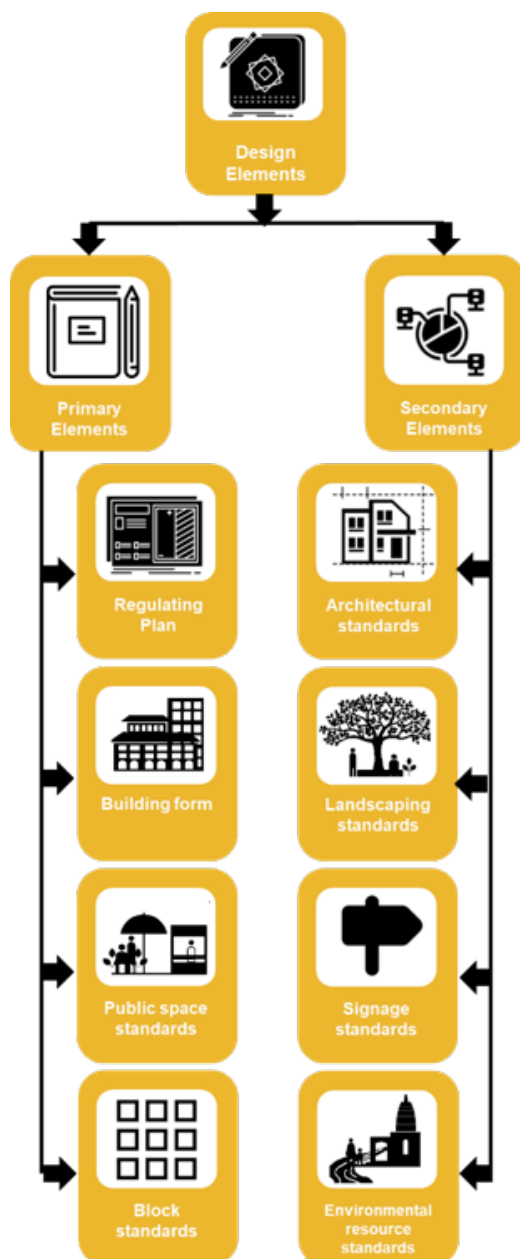 Design
Elements
Primary
Elements
Secondary
Elements
Regulating
Plan
Architectural
standards
Building form
Landscaping
standards
Public space
standards
Signage
standards
Block
standards
Environmental
resource
standards